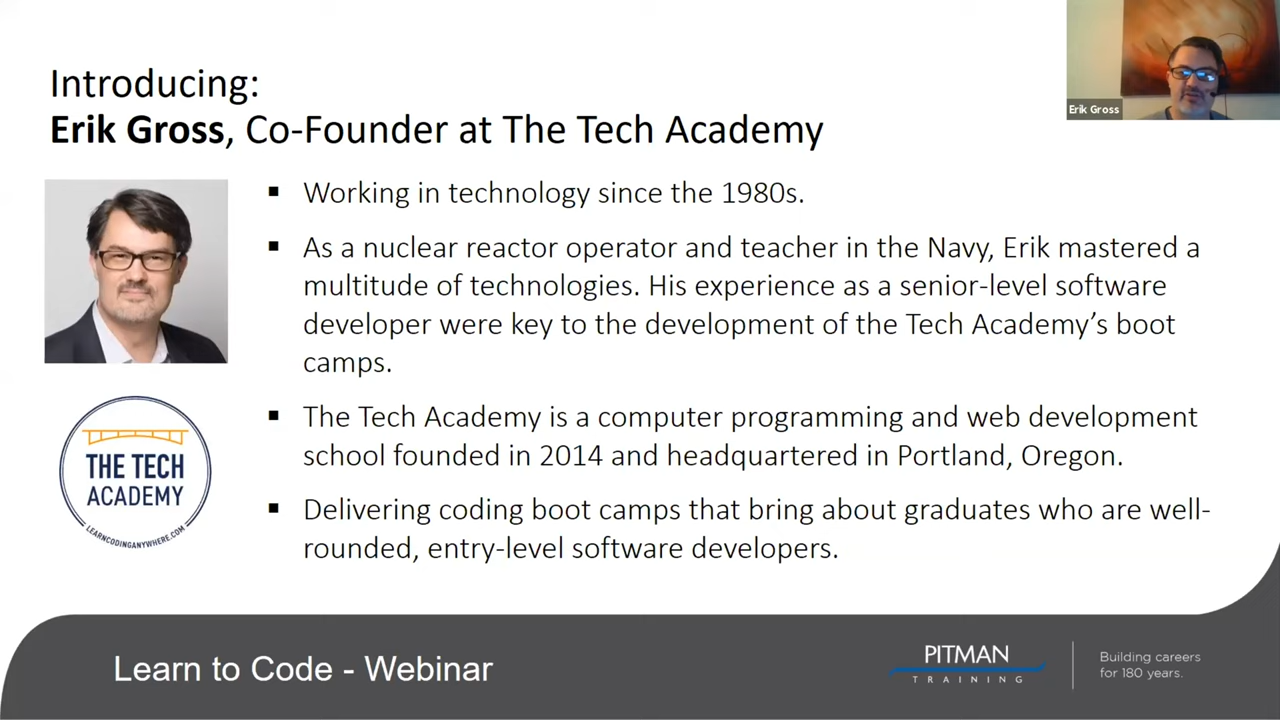 Introducing:
Erik Gross, Co-Founder at The Tech Academy
Erik Gross
▪ Working in technology since the 1980s.
▪ As a nuclear reactor operator and teacher in the Navy, Erik mastered a
multitude of technologies. His experience as a senior-level software
developer were key to the development of the Tech Academy’s boot
camps.
▪ The Tech Academy is a computer programming and web development
school founded in 2014 and headquartered in Portland, Oregon.
▪ Delivering coding boot camps that bring about graduates who are well-
rounded, entry-level software developers.
THE TECH
ACADEMY
LEARNCODINGANYWHERE.COM
Learn to Code - Webinar
PITMAN
TRAINING
Building careers
for 180 years.